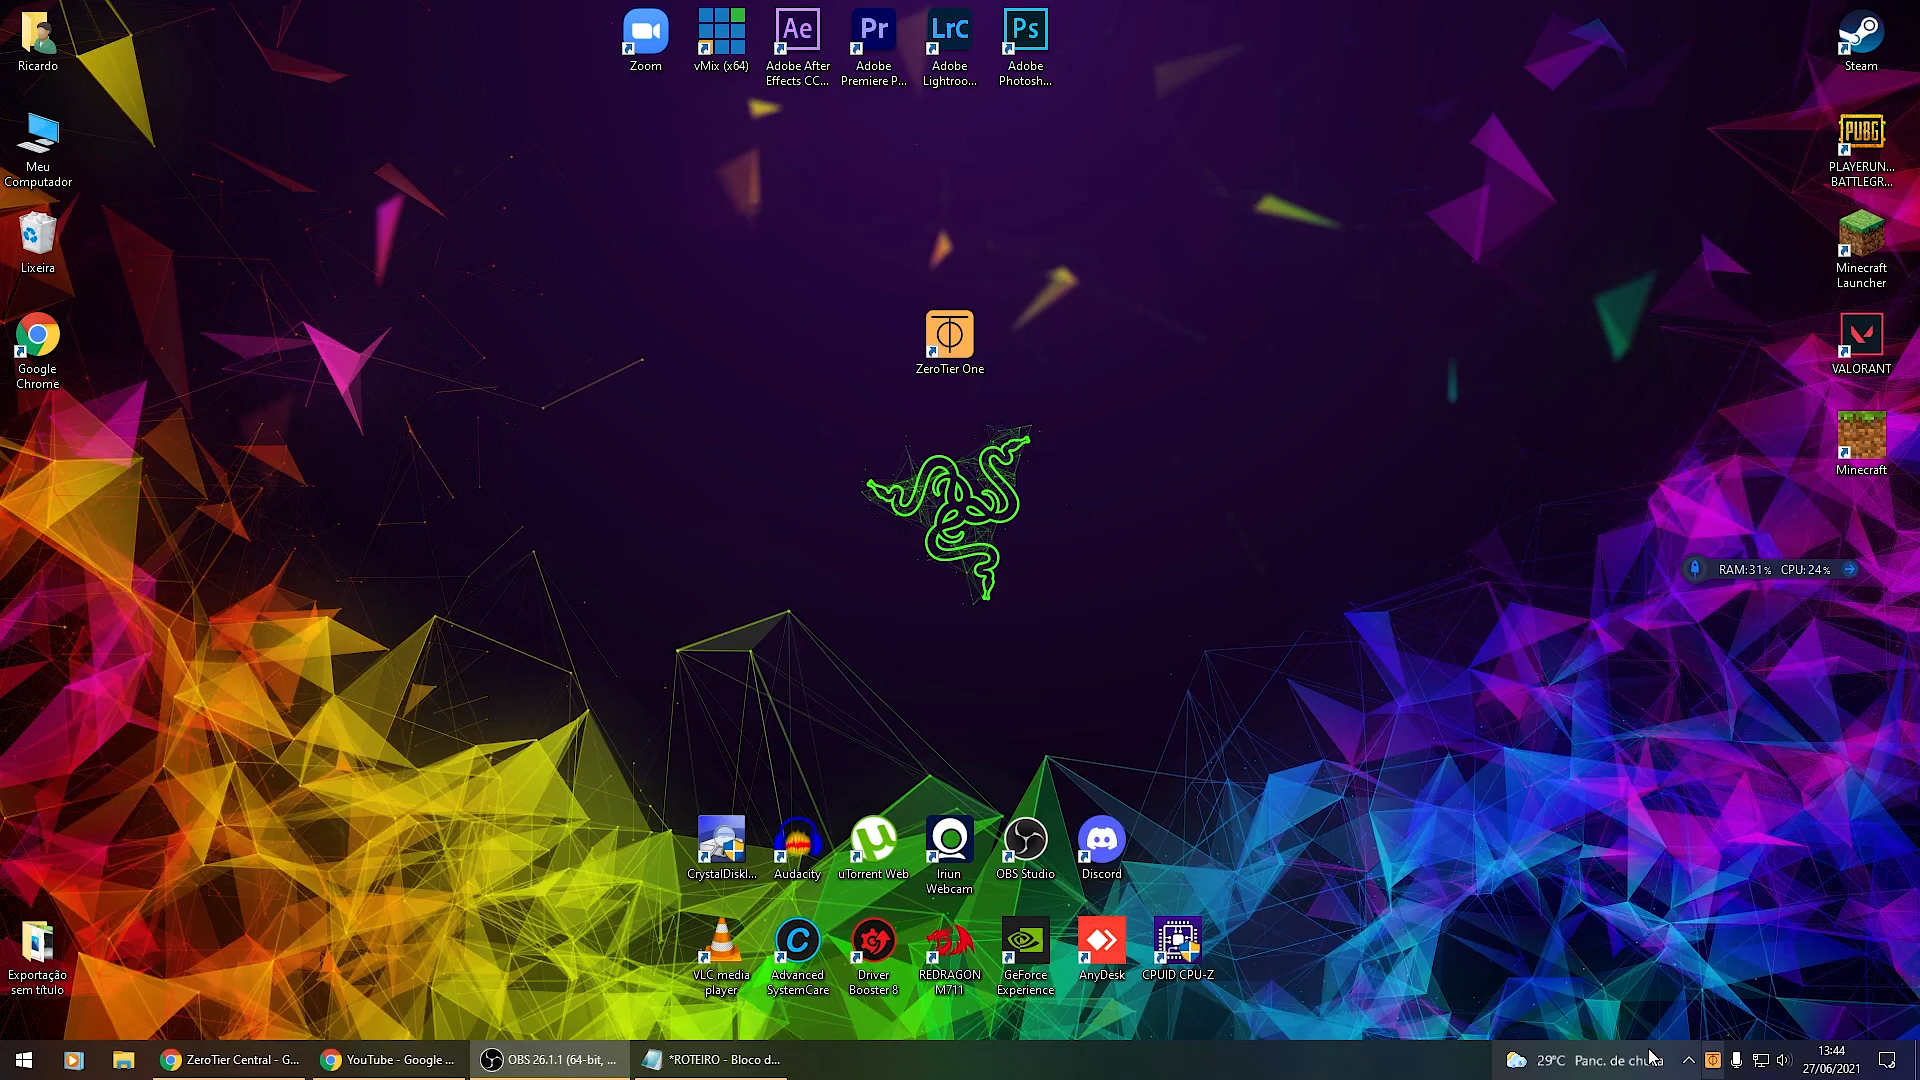 Ricardo
Zoom
vMix (x64)
Ae
Adobe After
Effects CC...
Pr
Adobe
Premiere P...
LrC
Adobe
Lightroo...
Ps
Adobe
Photosh...
Steam
Meu
Computador
PUBG
PLAYERUN...
BATTLEGR...
Lixeira
Minecraft
Launcher
Google
Chrome
ZeroTier One
VALORANT
Minecraft
RAM:31% CPU:24%
CrystalDiskI...
Audacity
uTorrent Web
Iriun
Webcam
OBS Studio
Discord
Exportação
sem título
VLC media
player
Advanced
SystemCare
Driver
Booster 8
REDRAGON
M711
GeForce
Experience
AnyDesk
CPUID CPU-Z
ZeroTier Central - G...
YouTube - Google ...
OBS 26.1.1 (64-bit, ...
*ROTEIRO - Bloco d...
29°C Panc. de
13:44
27/06/2021